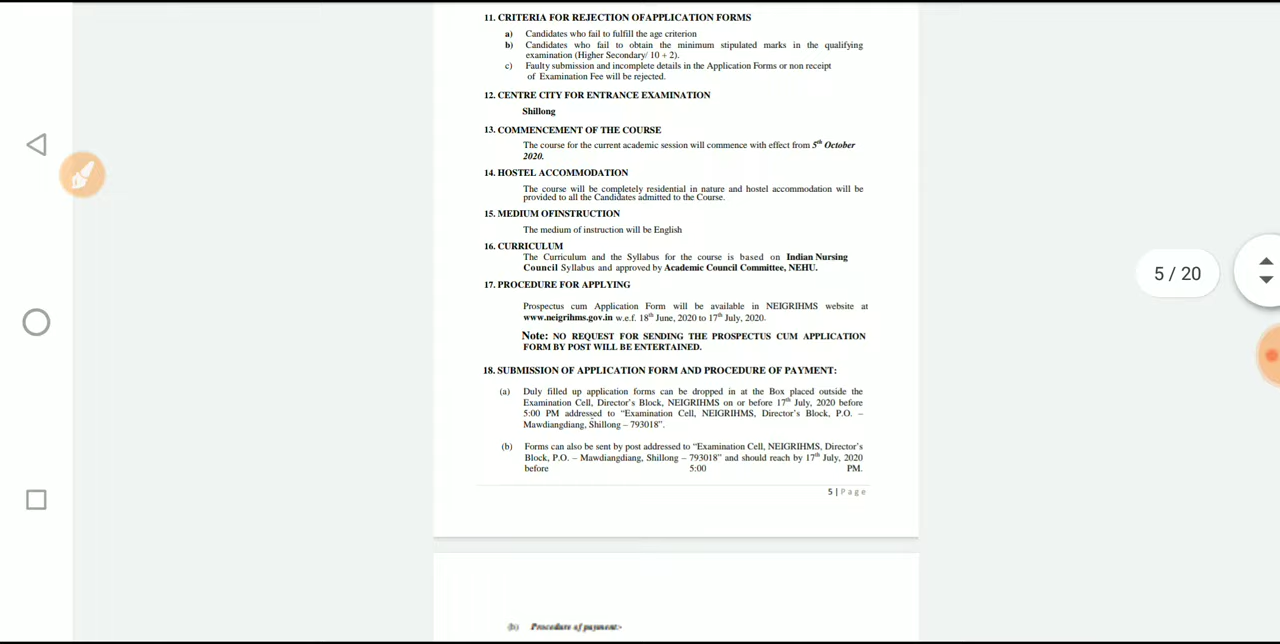 11. CRITERIA FOR REJECTION OFAPPLICATION FORMS
a) Candidates who fail to fulfill the age criterion
b) Candidates who fail to obtain the minimum stipulated marks in the qualifying
examination (Higher Secondary/ 10 + 2).
c) Faulty submission and incomplete details in the Application Forms or non receipt
of Examination Fee will be rejected.
12. CENTRE CITY FOR ENTRANCE EXAMINATION
Shillong
13. COMMENCEMENT OF THE COURSE
The course for the current academic session will commence with effect from 5th October
2020.
14. HOSTEL ACCOMMODATION
The course will be completely residential in nature and hostel accommodation will be
provided to all the Candidates admitted to the Course.
15. MEDIUM OFINSTRUCTION
The medium of instruction will be English
16. CURRICULUM
The Curriculum and the Syllabus for the course is based on Indian Nursing
Council Syllabus and approved by Academic Council Committee, NEHU.
17. PROCEDURE FOR APPLYING
Prospectus cum Application Form will be available in NEIGRIHMS website at
www.neigrihms.gov.in w.e.f. 18th June, 2020 to 17th July, 2020.
Note: NO REQUEST FOR SENDING THE PROSPECTUS CUM APPLICATION
FORM BY POST WILL BE ENTERTAINED.
18. SUBMISSION OF APPLICATION FORM AND PROCEDURE OF PAYMENT:
(a) Duly filled up application forms can be dropped in at the Box placed outside the
Examination Cell, Director's Block, NEIGRIHMS on or before 17th July, 2020 before
5:00 PM addressed to "Examination Cell, NEIGRIHMS, Director's Block, P.O. –
Mawdiangdiang, Shillong – 793018".
(b) Forms can also be sent by post addressed to "Examination Cell, NEIGRIHMS, Director's
Block, P.O. – Mawdiangdiang, Shillong – 793018" and should reach by 17th July, 2020
before 5:00 PM.
5 | Page
(b) Procedure of payment:-
5 / 20